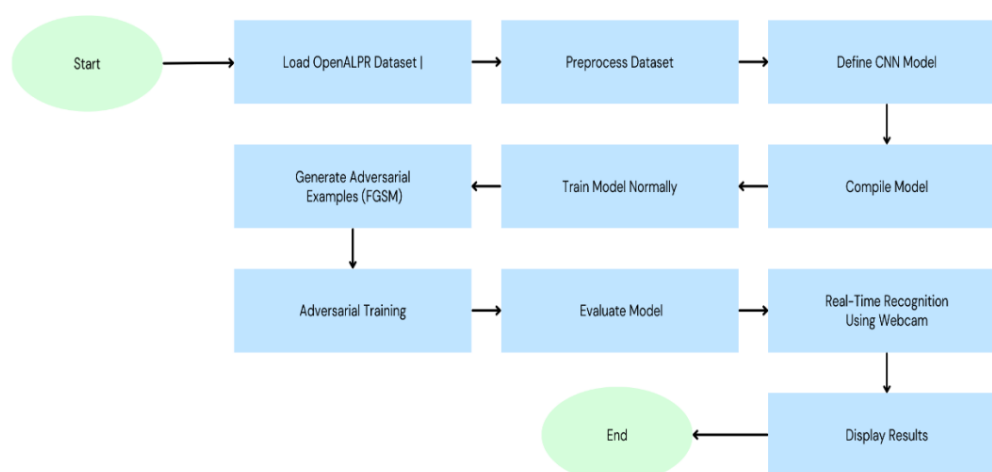 Start
Load OpenALPR Dataset |
Preprocess Dataset
Define CNN Model
Compile Model
Train Model Normally
Generate Adversarial
Examples (FGSM)
Adversarial Training
Evaluate Model
Real-Time Recognition
Using Webcam
Display Results
End